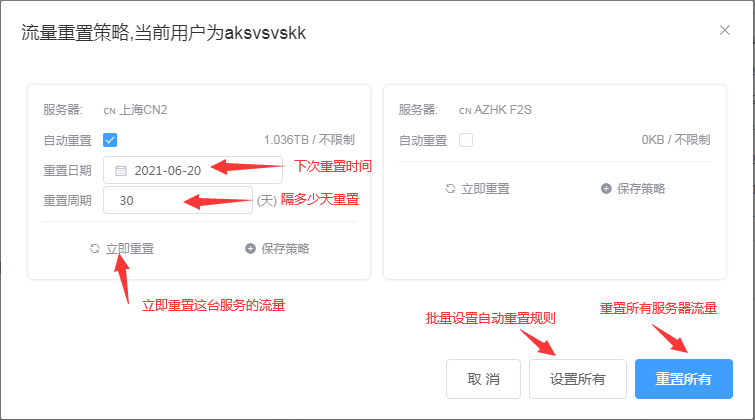 流量重置策略,当前用户为aksvsvskk
服务器: CN 上海CN2
自动重置 1.036TB / 不限制
重置日期 2021-06-20 下次重置时间
重置周期 30 (天) 隔多少天重置
立即重置 保存策略
立即重置这台服务的流量
服务器: CN AZHK F2S
自动重置 0KB / 不限制
立即重置 保存策略
批量设置自动重置规则
重置所有服务器流量
取 消 设置所有 重置所有